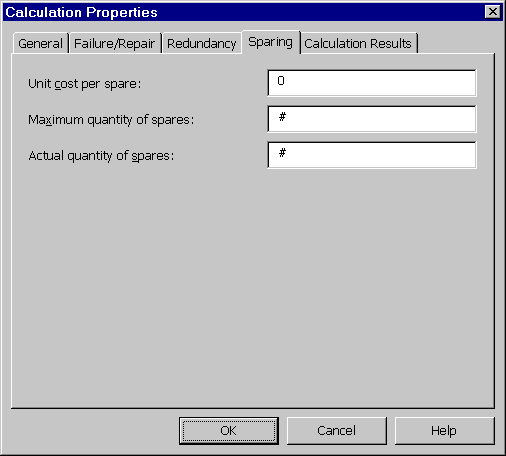 Calculation Properties
General Failure/Repair Redundancy Sparing Calculation Results
Unit cost per spare: 0
Maximum quantity of spares: #
Actual quantity of spares: #
OK Cancel Help